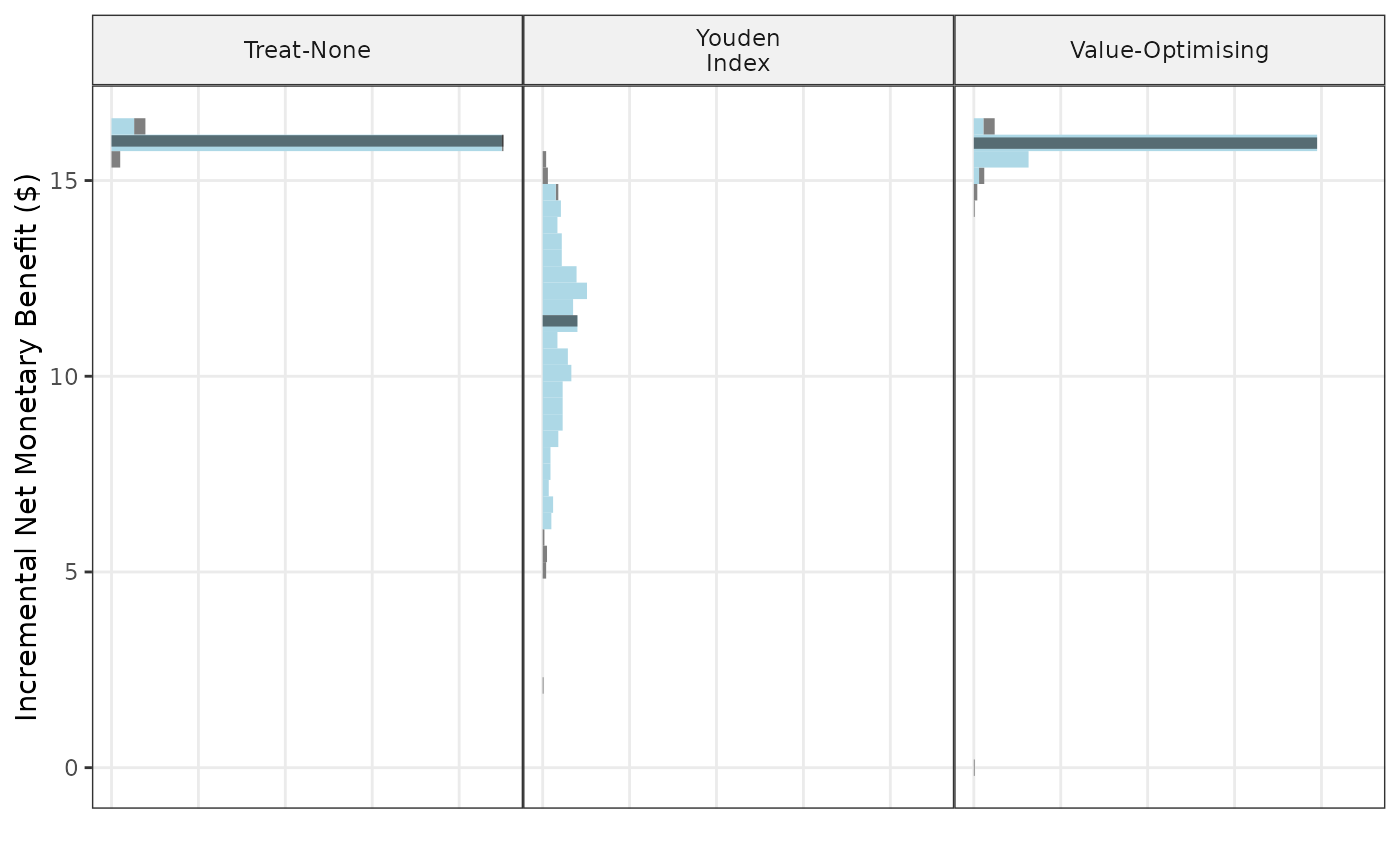 Treat-None
Youden
Index
Value-Optimising
Incremental Net Monetary Benefit ($)
15
10
5
0